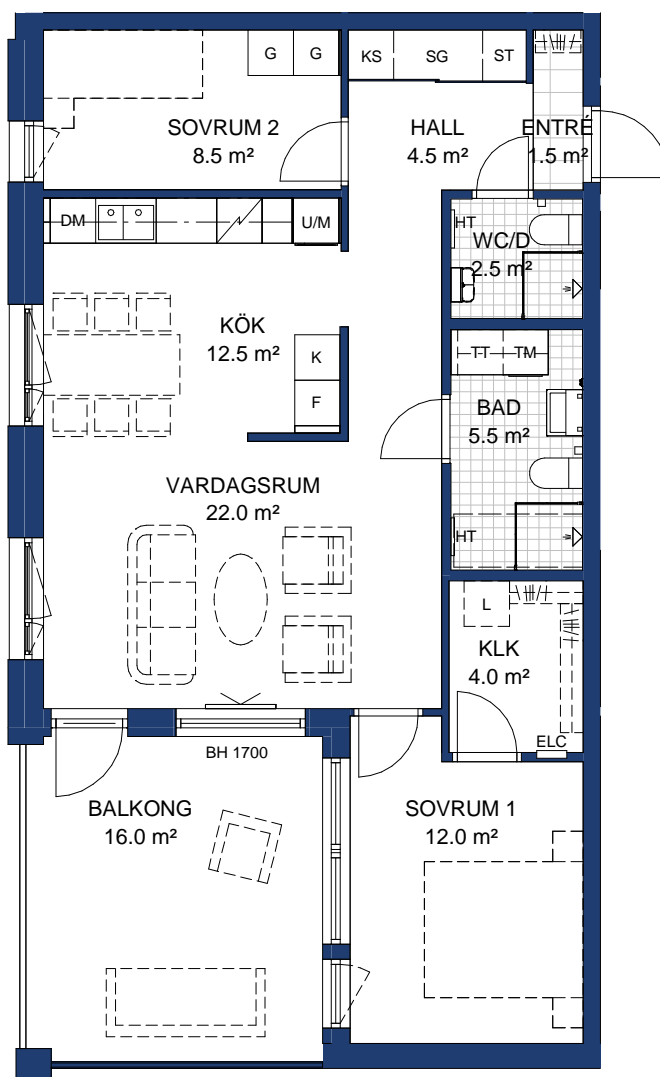 G
G
KS
SG
ST
SOVRUM 2
8.5 m²
HALL
4.5 m²
ENTRÉ
1.5 m²
DM
U/M
HT
WC/D
2.5 m²
KÖK
12.5 m²
K
F
TT
TM
BAD
5.5 m²
VARDAGSRUM
22.0 m²
HT
L
KLK
4.0 m²
ELC
BH 1700
BALKONG
16.0 m²
SOVRUM 1
12.0 m²